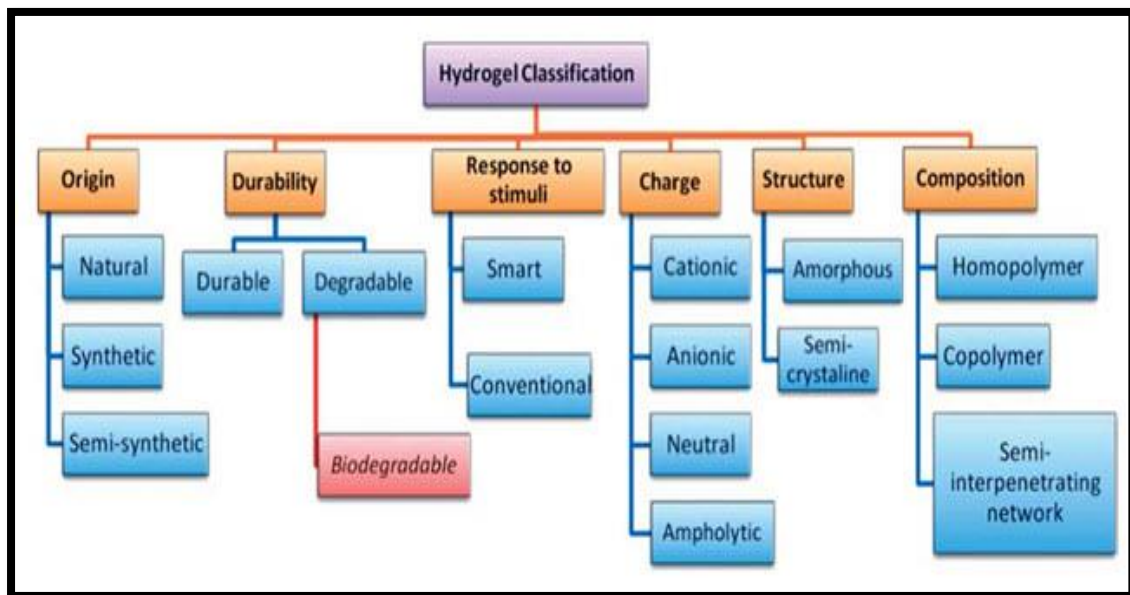 Hydrogel Classification
Origin
Durability
Response to
stimuli
Charge
Structure
Composition
Natural
Synthetic
Semi-synthetic
Durable
Degradable
Biodegradable
Smart
Conventional
Cationic
Anionic
Neutral
Ampholytic
Amorphous
Semi-
crystaline
Homopolymer
Copolymer
Semi-
interpenetrating
network